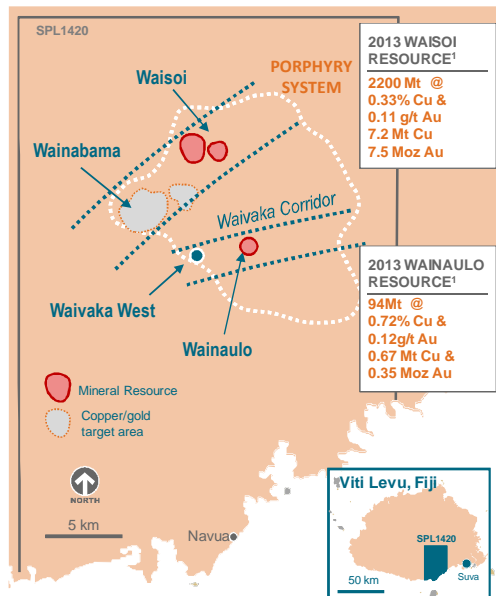 SPL1420
2013 WAISOI
RESOURCE¹
2200 Mt @
0.33% Cu &
0.11 g/t Au
7.2 Mt Cu
7.5 Moz Au
PORPHYRY
SYSTEM
Waisoi
Wainabama
Waivaka Corridor
Waivaka West
Wainaulo
2013 WAINAULO
RESOURCE¹
94Mt @
0.72% Cu &
0.12g/t Au
0.67 Mt Cu &
0.35 Moz Au
Mineral Resource
Copper/gold
target area
NORTH
5 km
Navua
Viti Levu, Fiji
SPL1420
Suva
50 km